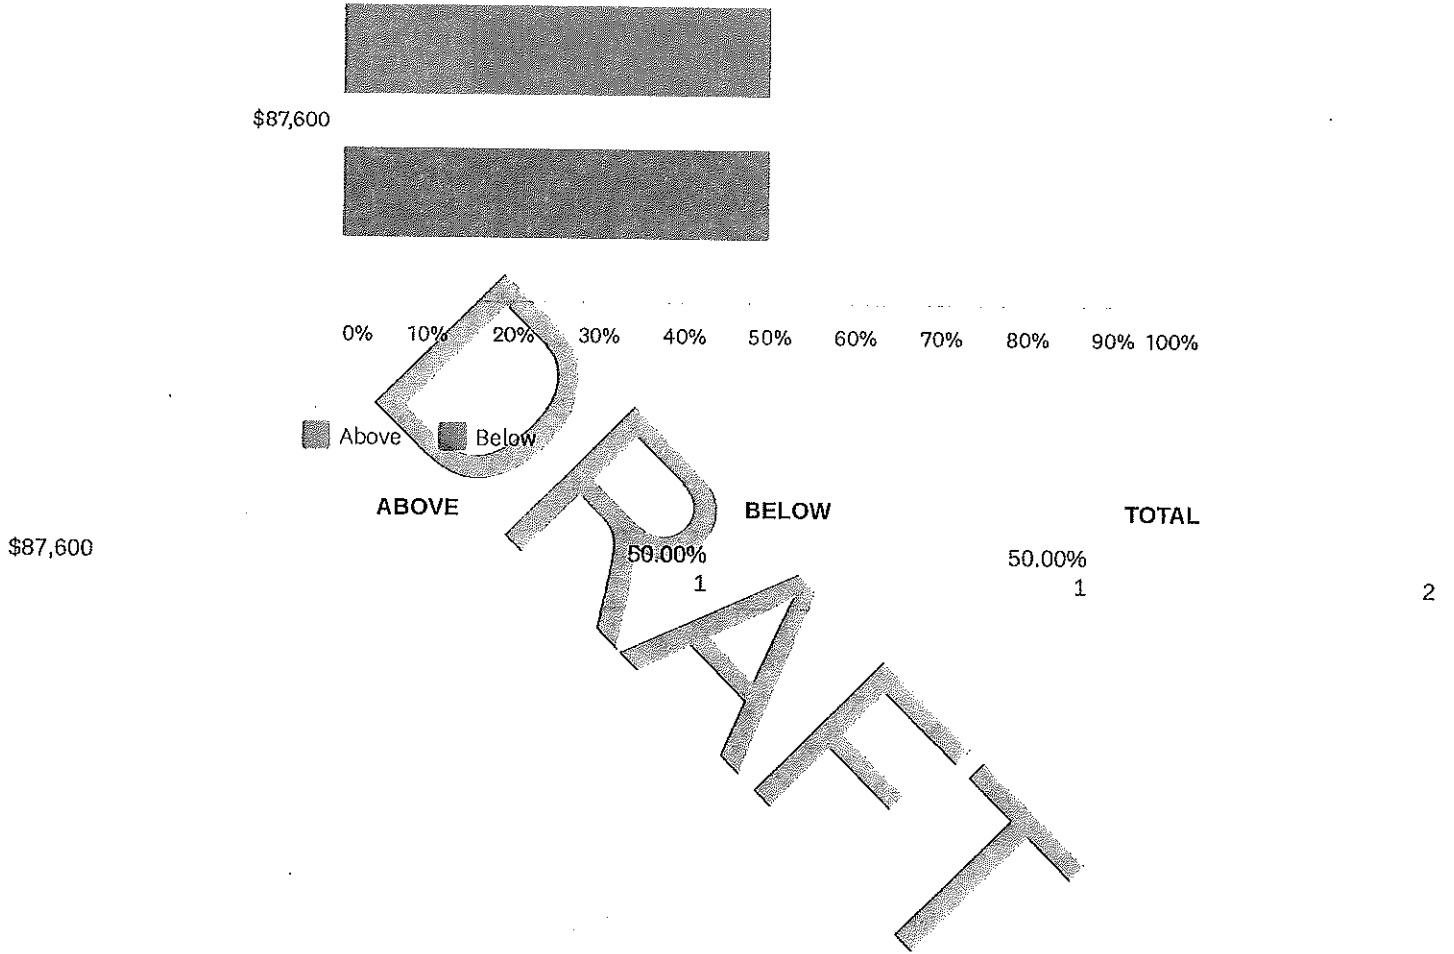 $87,600
0% 10% 20% 30% 40% 50% 60% 70% 80% 90% 100%
Above Below
ABOVE BELOW TOTAL
$87,600 50.00% 50.00%
1 1 2
DRAFT